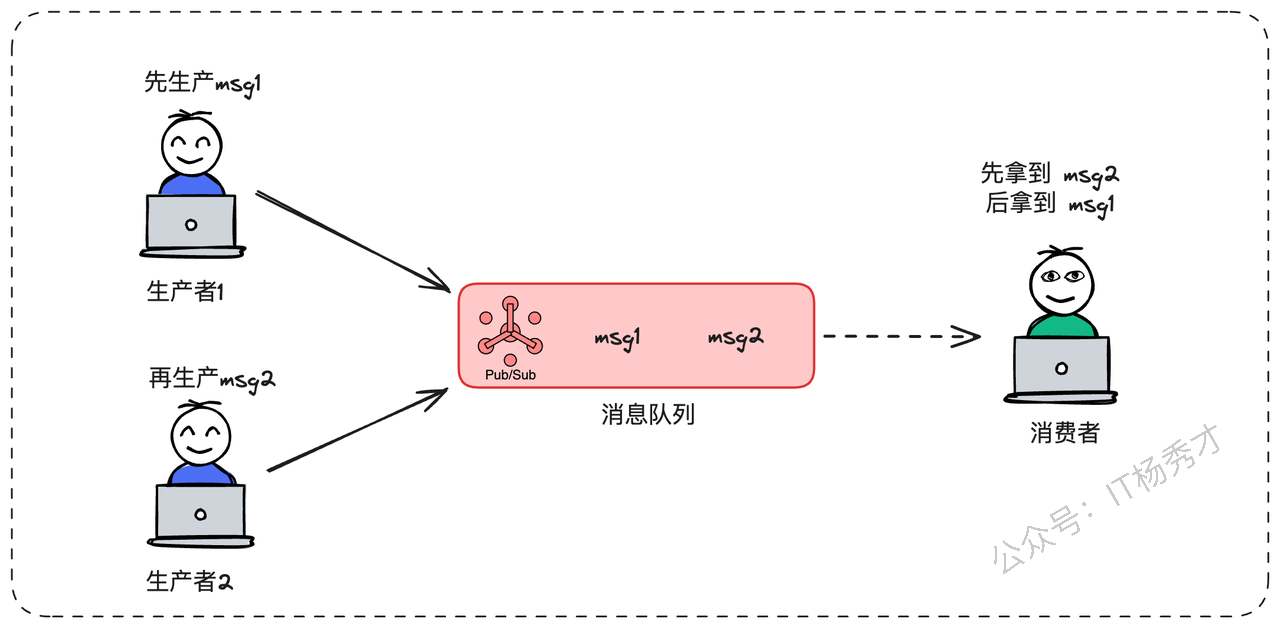 先生产msg1
生产者1
再生产msg2
生产者2
Pub/Sub
msg1
msg2
消息队列
先拿到 msg2
后拿到 msg1
消费者
公众号：IT杨秀才